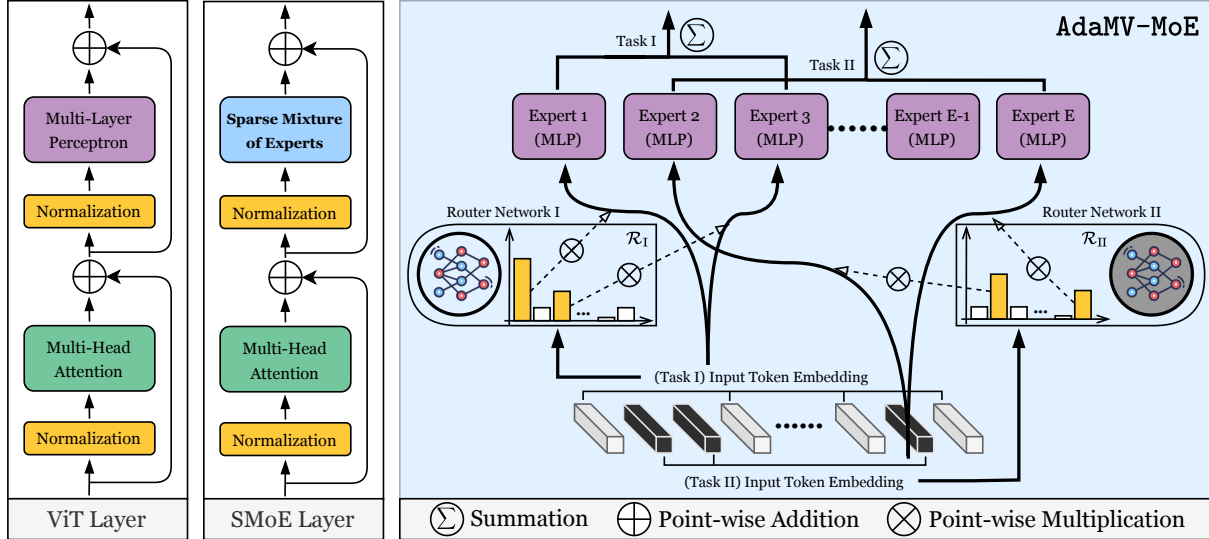 Multi-Layer
Perceptron
Normalization
Multi-Head
Attention
Normalization
ViT Layer
Sparse Mixture
of Experts
Normalization
Multi-Head
Attention
Normalization
SMoE Layer
AdaMV-MoE
Task I
Σ
Task II
Σ
Expert 1
(MLP)
Expert 2
(MLP)
Expert 3
(MLP)
Expert E-1
(MLP)
Expert E
(MLP)
Router Network I
R_I
...
Router Network II
R_II
...
(Task I) Input Token Embedding
(Task II) Input Token Embedding
Σ Summation
Point-wise Addition
Point-wise Multiplication